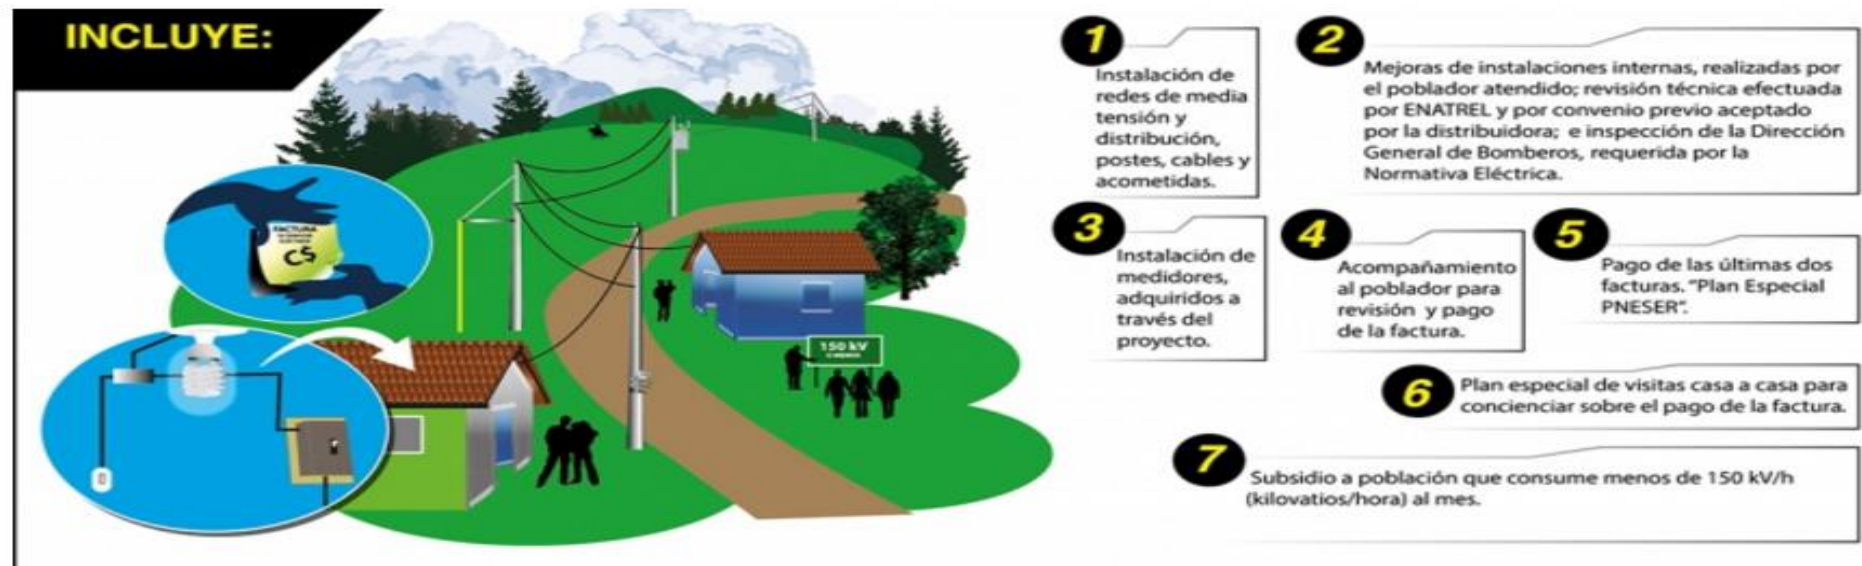 INCLUYE:
FACTURA
C$
150 kV
1
Instalación de
redes de media
tensión y
distribución,
postes, cables y
acometidas.
2
Mejoras de instalaciones internas, realizadas por
el poblador atendido; revisión técnica efectuada
por ENATREL y por convenio previo aceptado
por la distribuidora; e inspección de la Dirección
General de Bomberos, requerida por la
Normativa Eléctrica.
3
Instalación de
medidores,
adquiridos a
través del
proyecto.
4
Acompañamiento
al poblador para
revisión y pago
de la factura.
5
Pago de las últimas dos
facturas. "Plan Especial
PNESER".
6
Plan especial de visitas casa a casa para
concienciar sobre el pago de la factura.
7
Subsidio a población que consume menos de 150 kV/h
(kilovatios/hora) al mes.